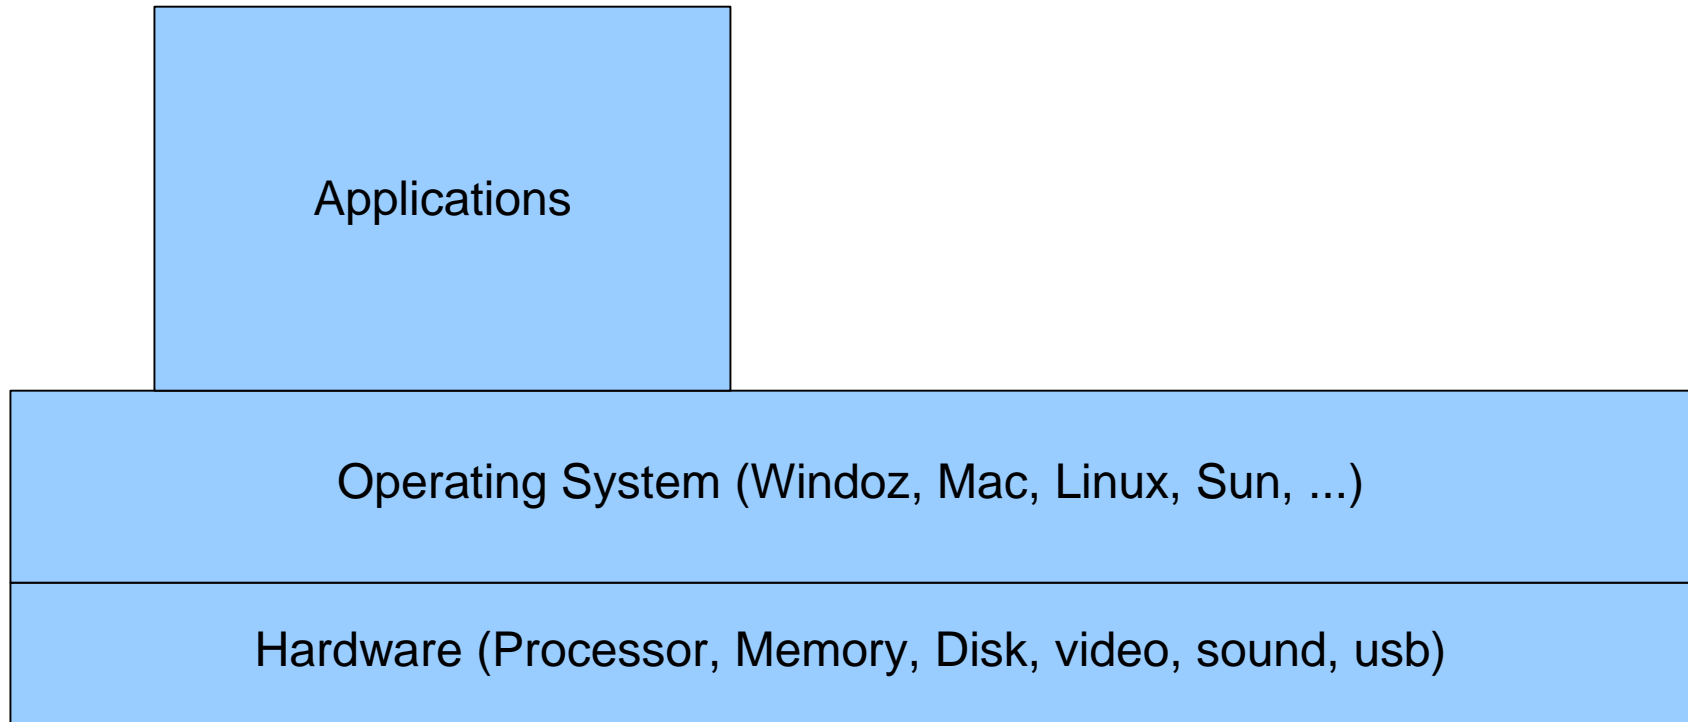 Applications
Operating System (Windoz, Mac, Linux, Sun, ...)
Hardware (Processor, Memory, Disk, video, sound, usb)